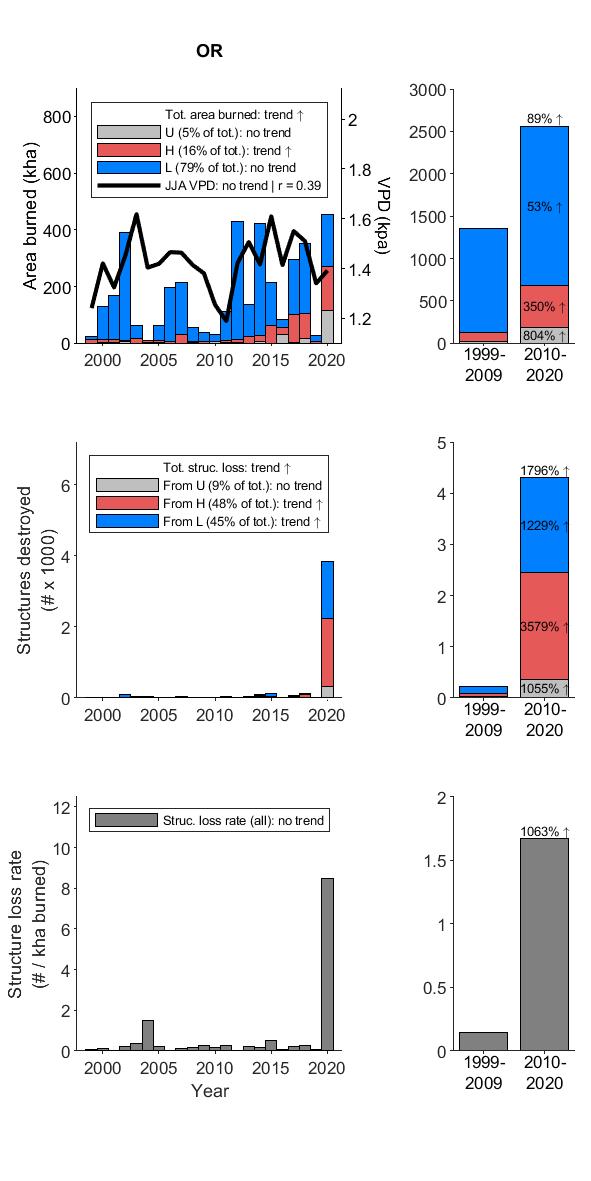 OR
Area burned (kha)
800
600
400
200
0
Tot. area burned: trend ↑
U (5% of tot.): no trend
H (16% of tot.): trend ↑
L (79% of tot.): no trend
JJA VPD: no trend | r = 0.39
2
1.8
1.6
1.4
1.2
VPD (kpa)
2000 2005 2010 2015 2020
3000
2500
2000
1500
1000
500
0
89% ↑
53% ↑
350% ↑
804% ↑
1999-
2009
2010-
2020
Structures destroyed
(# x 1000)
6
4
2
0
Tot. struc. loss: trend ↑
From U (9% of tot.): no trend
From H (48% of tot.): trend ↑
From L (45% of tot.): trend ↑
2000 2005 2010 2015 2020
5
4
3
2
1
0
1796% ↑
1229% ↑
3579% ↑
1055% ↑
1999-
2009
2010-
2020
Structure loss rate
(# / kha burned)
12
10
8
6
4
2
0
Struc. loss rate (all): no trend
2000 2005 2010 2015 2020
Year
2
1.5
1
0.5
0
1063% ↑
1999-
2009
2010-
2020